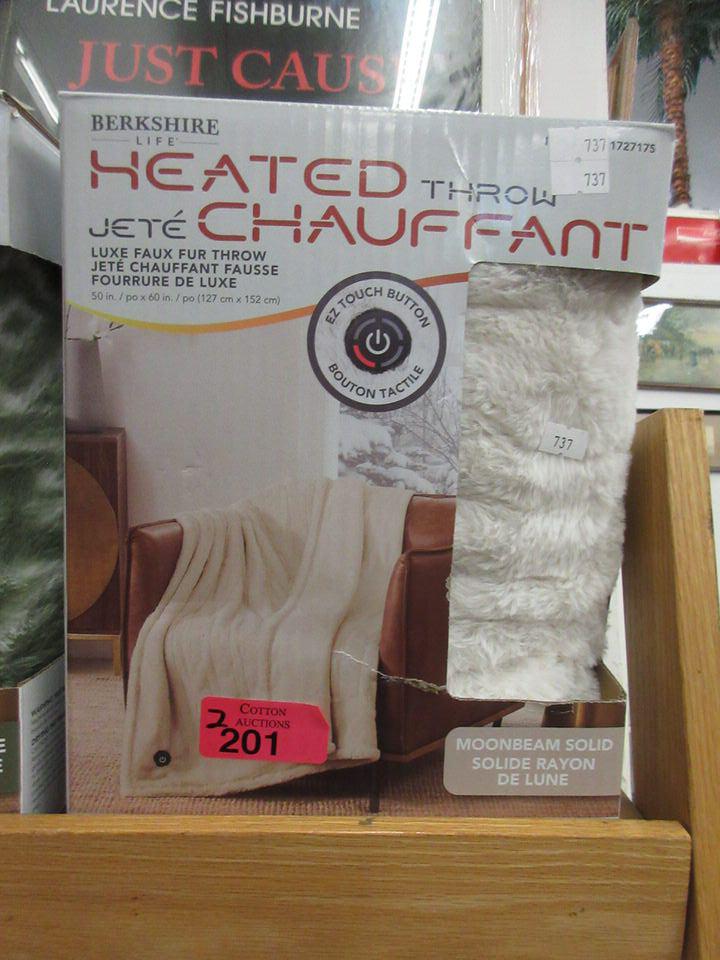 LAURENCE FISHBURNE
JUST CAUS
BERKSHIRE
LIFE
HEATED THROW
JETÉ CHAUFFANT
LUXE FAUX FUR THROW
JETÉ CHAUFFANT FAUSSE
FOURRURE DE LUXE
50 in. / po x 60 in. / po (127 cm x 152 cm)
737
1727175
737
EZ TOUCH BUTTON
BOUTON TACTILE
737
COTTON
AUCTIONS
2
201
MOONBEAM SOLID
SOLIDE RAYON
DE LUNE